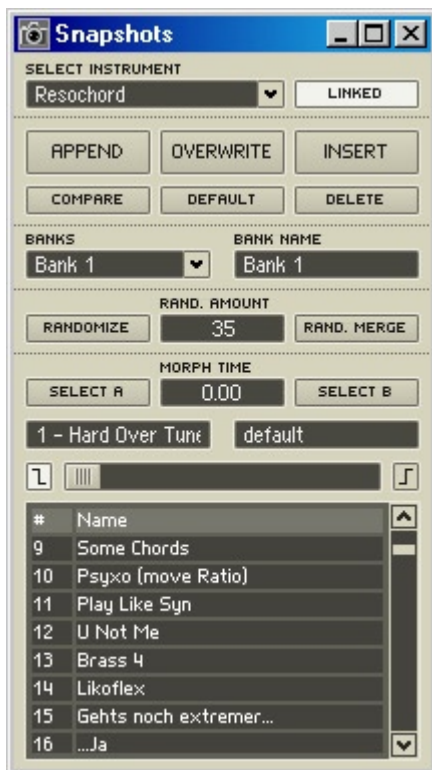 Snapshots
SELECT INSTRUMENT
Resochord LINKED
APPEND OVERWRITE INSERT
COMPARE DEFAULT DELETE
BANKS BANK NAME
Bank 1 Bank 1
RAND. AMOUNT
RANDOMIZE 35 RAND. MERGE
MORPH TIME
SELECT A 0.00 SELECT B
1 - Hard Over Tune default
# Name
9 Some Chords
10 Psyxo (move Ratio)
11 Play Like Syn
12 U Not Me
13 Brass 4
14 Likoflex
15 Gehts noch extremer...
16 ...Ja